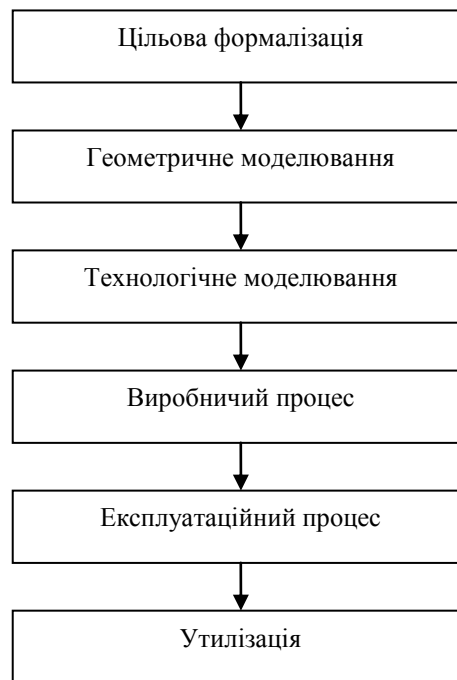 Цільова формалізація
Геометричне моделювання
Технологічне моделювання
Виробничий процес
Експлуатаційний процес
Утилізація